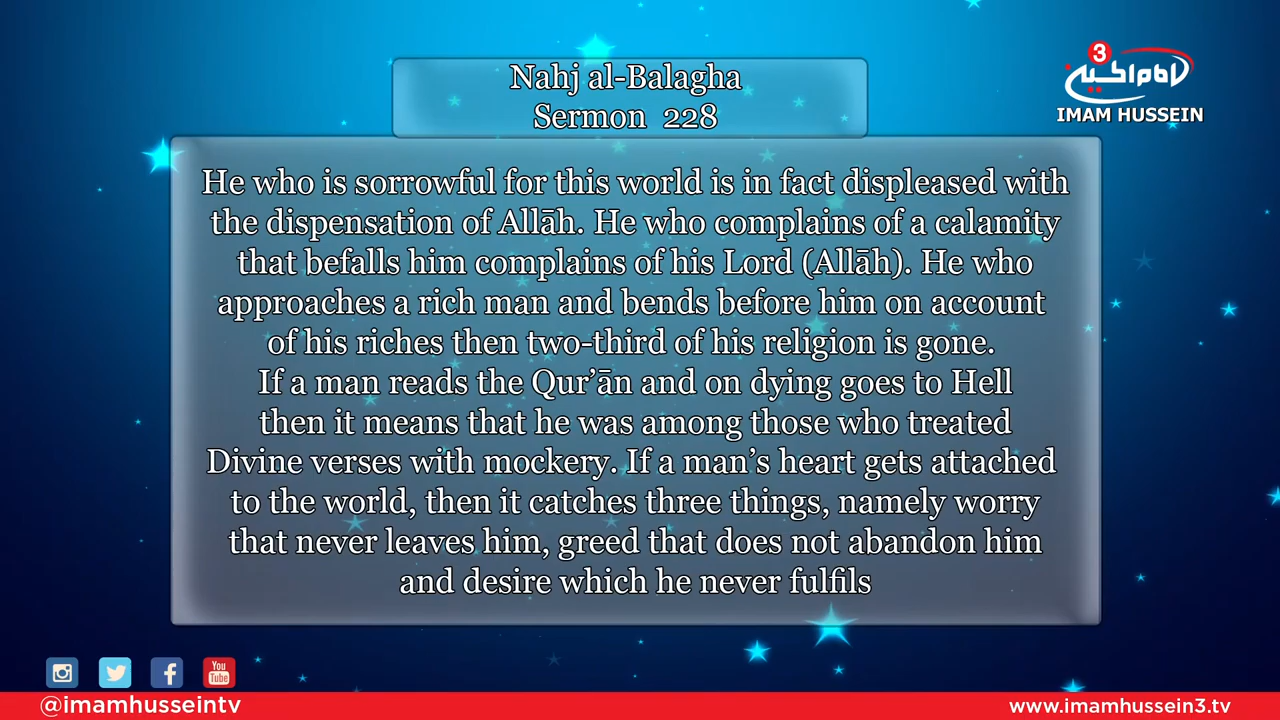 Nahj al-Balagha
Sermon 228
3
IMAM HUSSEIN
He who is sorrowful for this world is in fact displeased with
the dispensation of Allāh. He who complains of a calamity
that befalls him complains of his Lord (Allāh). He who
approaches a rich man and bends before him on account
of his riches then two-third of his religion is gone.
If a man reads the Qur’ān and on dying goes to Hell
then it means that he was among those who treated
Divine verses with mockery. If a man’s heart gets attached
to the world, then it catches three things, namely worry
that never leaves him, greed that does not abandon him
and desire which he never fulfils
You
Tube
@imamhusseintv
www.imamhussein3.tv